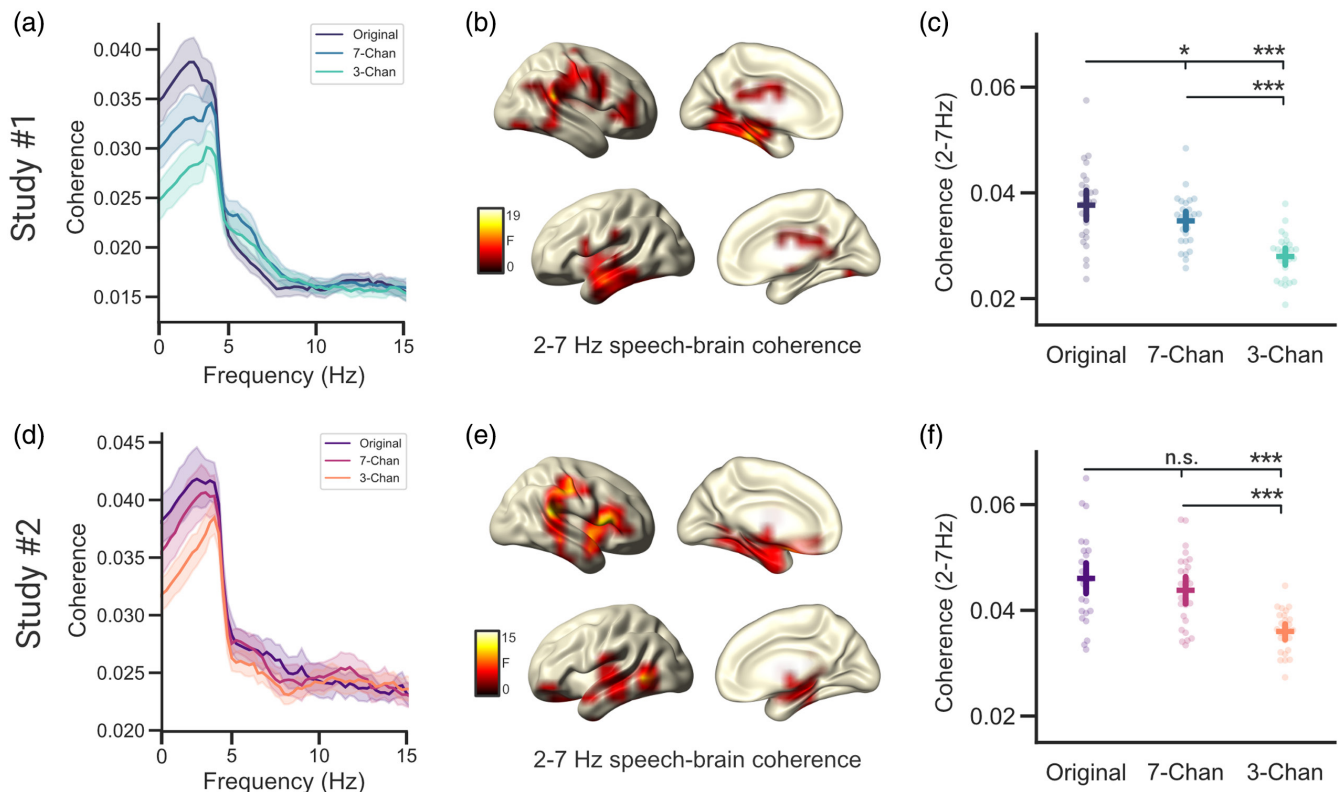 (a)
Study #1
Coherence
0.040
0.035
0.030
0.025
0.020
0.015
Original
7-Chan
3-Chan
0
5
10
15
Frequency (Hz)
(b)
19
F
0
2-7 Hz speech-brain coherence
(c)
Coherence (2-7Hz)
0.06
0.04
0.02
* ***
***
Original 7-Chan 3-Chan
(d)
Study #2
Coherence
0.045
0.040
0.035
0.030
0.025
0.020
Original
7-Chan
3-Chan
0
5
10
15
Frequency (Hz)
(e)
15
F
0
2-7 Hz speech-brain coherence
(f)
Coherence (2-7Hz)
0.06
0.04
0.02
n.s. ***
***
Original 7-Chan 3-Chan